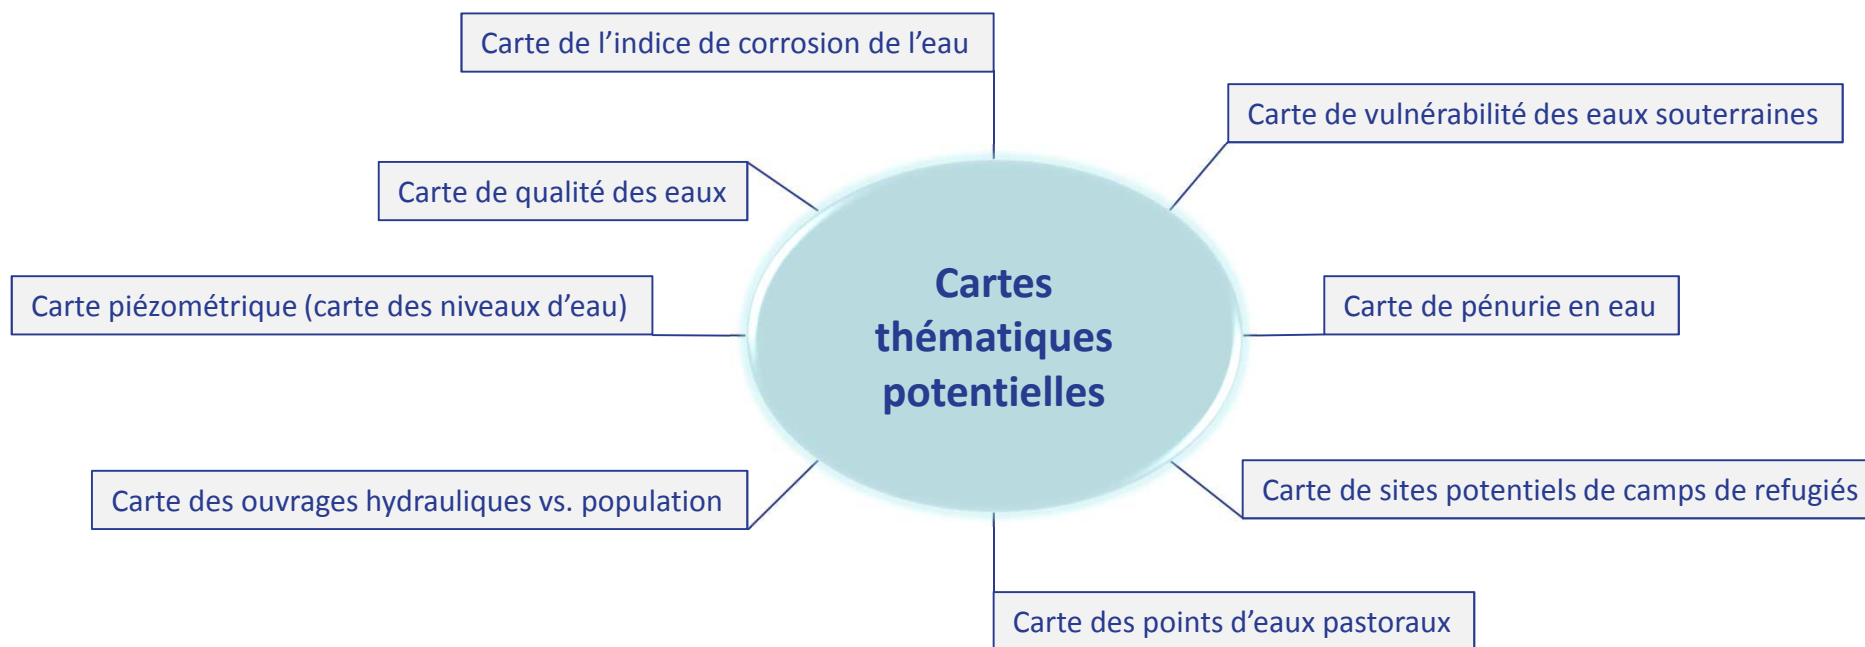 Carte de l’indice de corrosion de l’eau
Carte de vulnérabilité des eaux souterraines
Carte de qualité des eaux
Carte piézométrique (carte des niveaux d’eau)
Cartes
thématiques
potentielles
Carte de pénurie en eau
Carte des ouvrages hydrauliques vs. population
Carte de sites potentiels de camps de refugiés
Carte des points d’eaux pastoraux